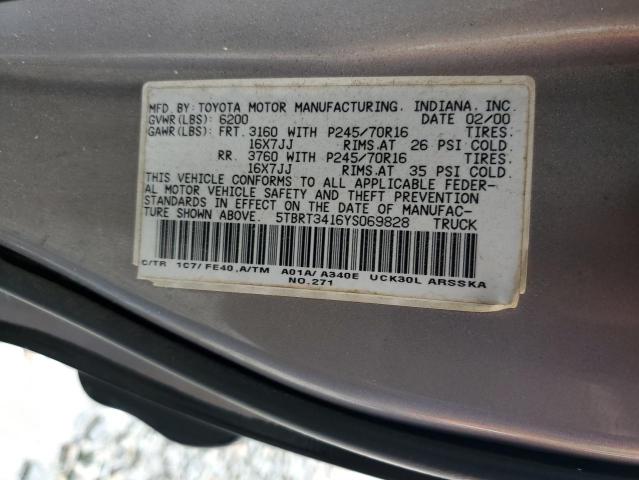 MFD. BY: TOYOTA MOTOR MANUFACTURING, INDIANA, INC.
GVWR(LBS): 6200 DATE 02/00
GAWR(LBS): FRT. 3160 WITH P245/70R16 TIRES.
16X7JJ RIMS.AT 26 PSI COLD.
RR. 3760 WITH P245/70R16 TIRES.
16X7JJ RIMS.AT 35 PSI COLD.
THIS VEHICLE CONFORMS TO ALL APPLICABLE FEDER-
AL MOTOR VEHICLE SAFETY AND THEFT PREVENTION
STANDARDS IN EFFECT ON THE DATE OF MANUFAC-
TURE SHOWN ABOVE. 5TBRT3416YS069828 TRUCK
C/TR 1C7/ FE40.A/TM A01A/ A340E UCK30L ARSSKA
NO.271